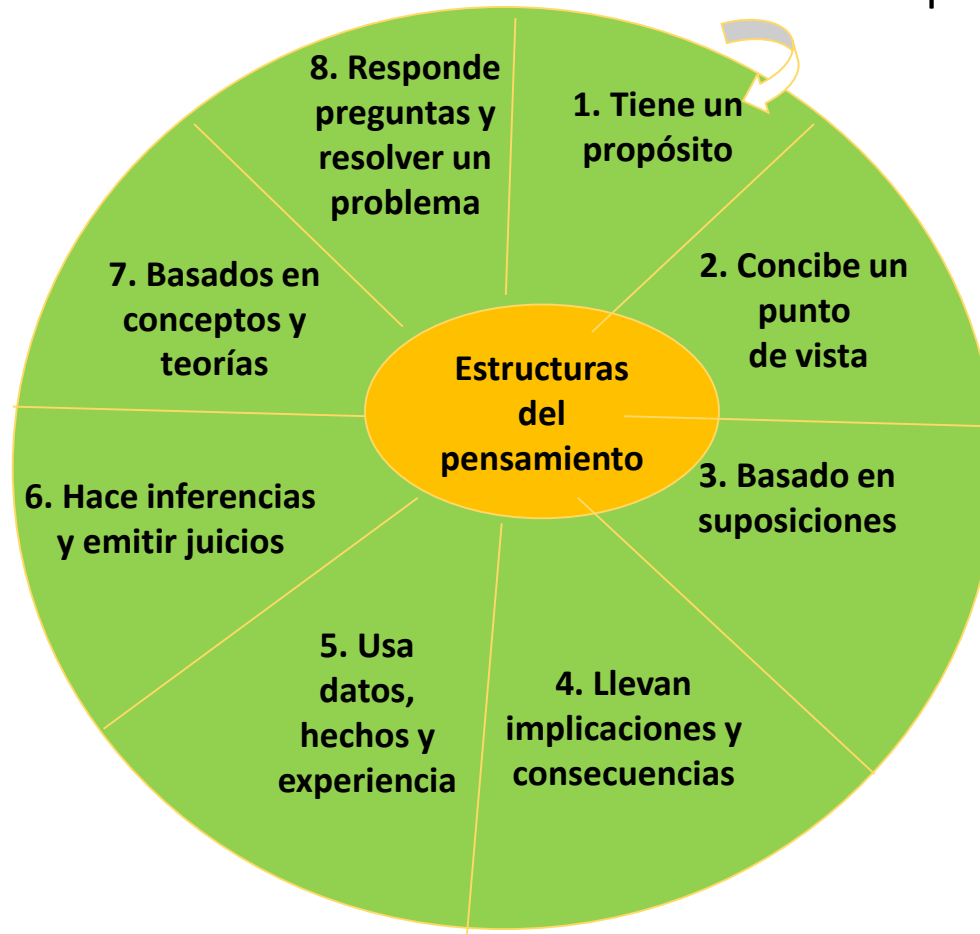 Estructuras
del
pensamiento
1. Tiene un
propósito
2. Concibe un
punto
de vista
3. Basado en
suposiciones
4. Llevan
implicaciones y
consecuencias
5. Usa
datos,
hechos y
experiencia
6. Hace inferencias
y emitir juicios
7. Basados en
conceptos y
teorías
8. Responde
preguntas y
resolver un
problema